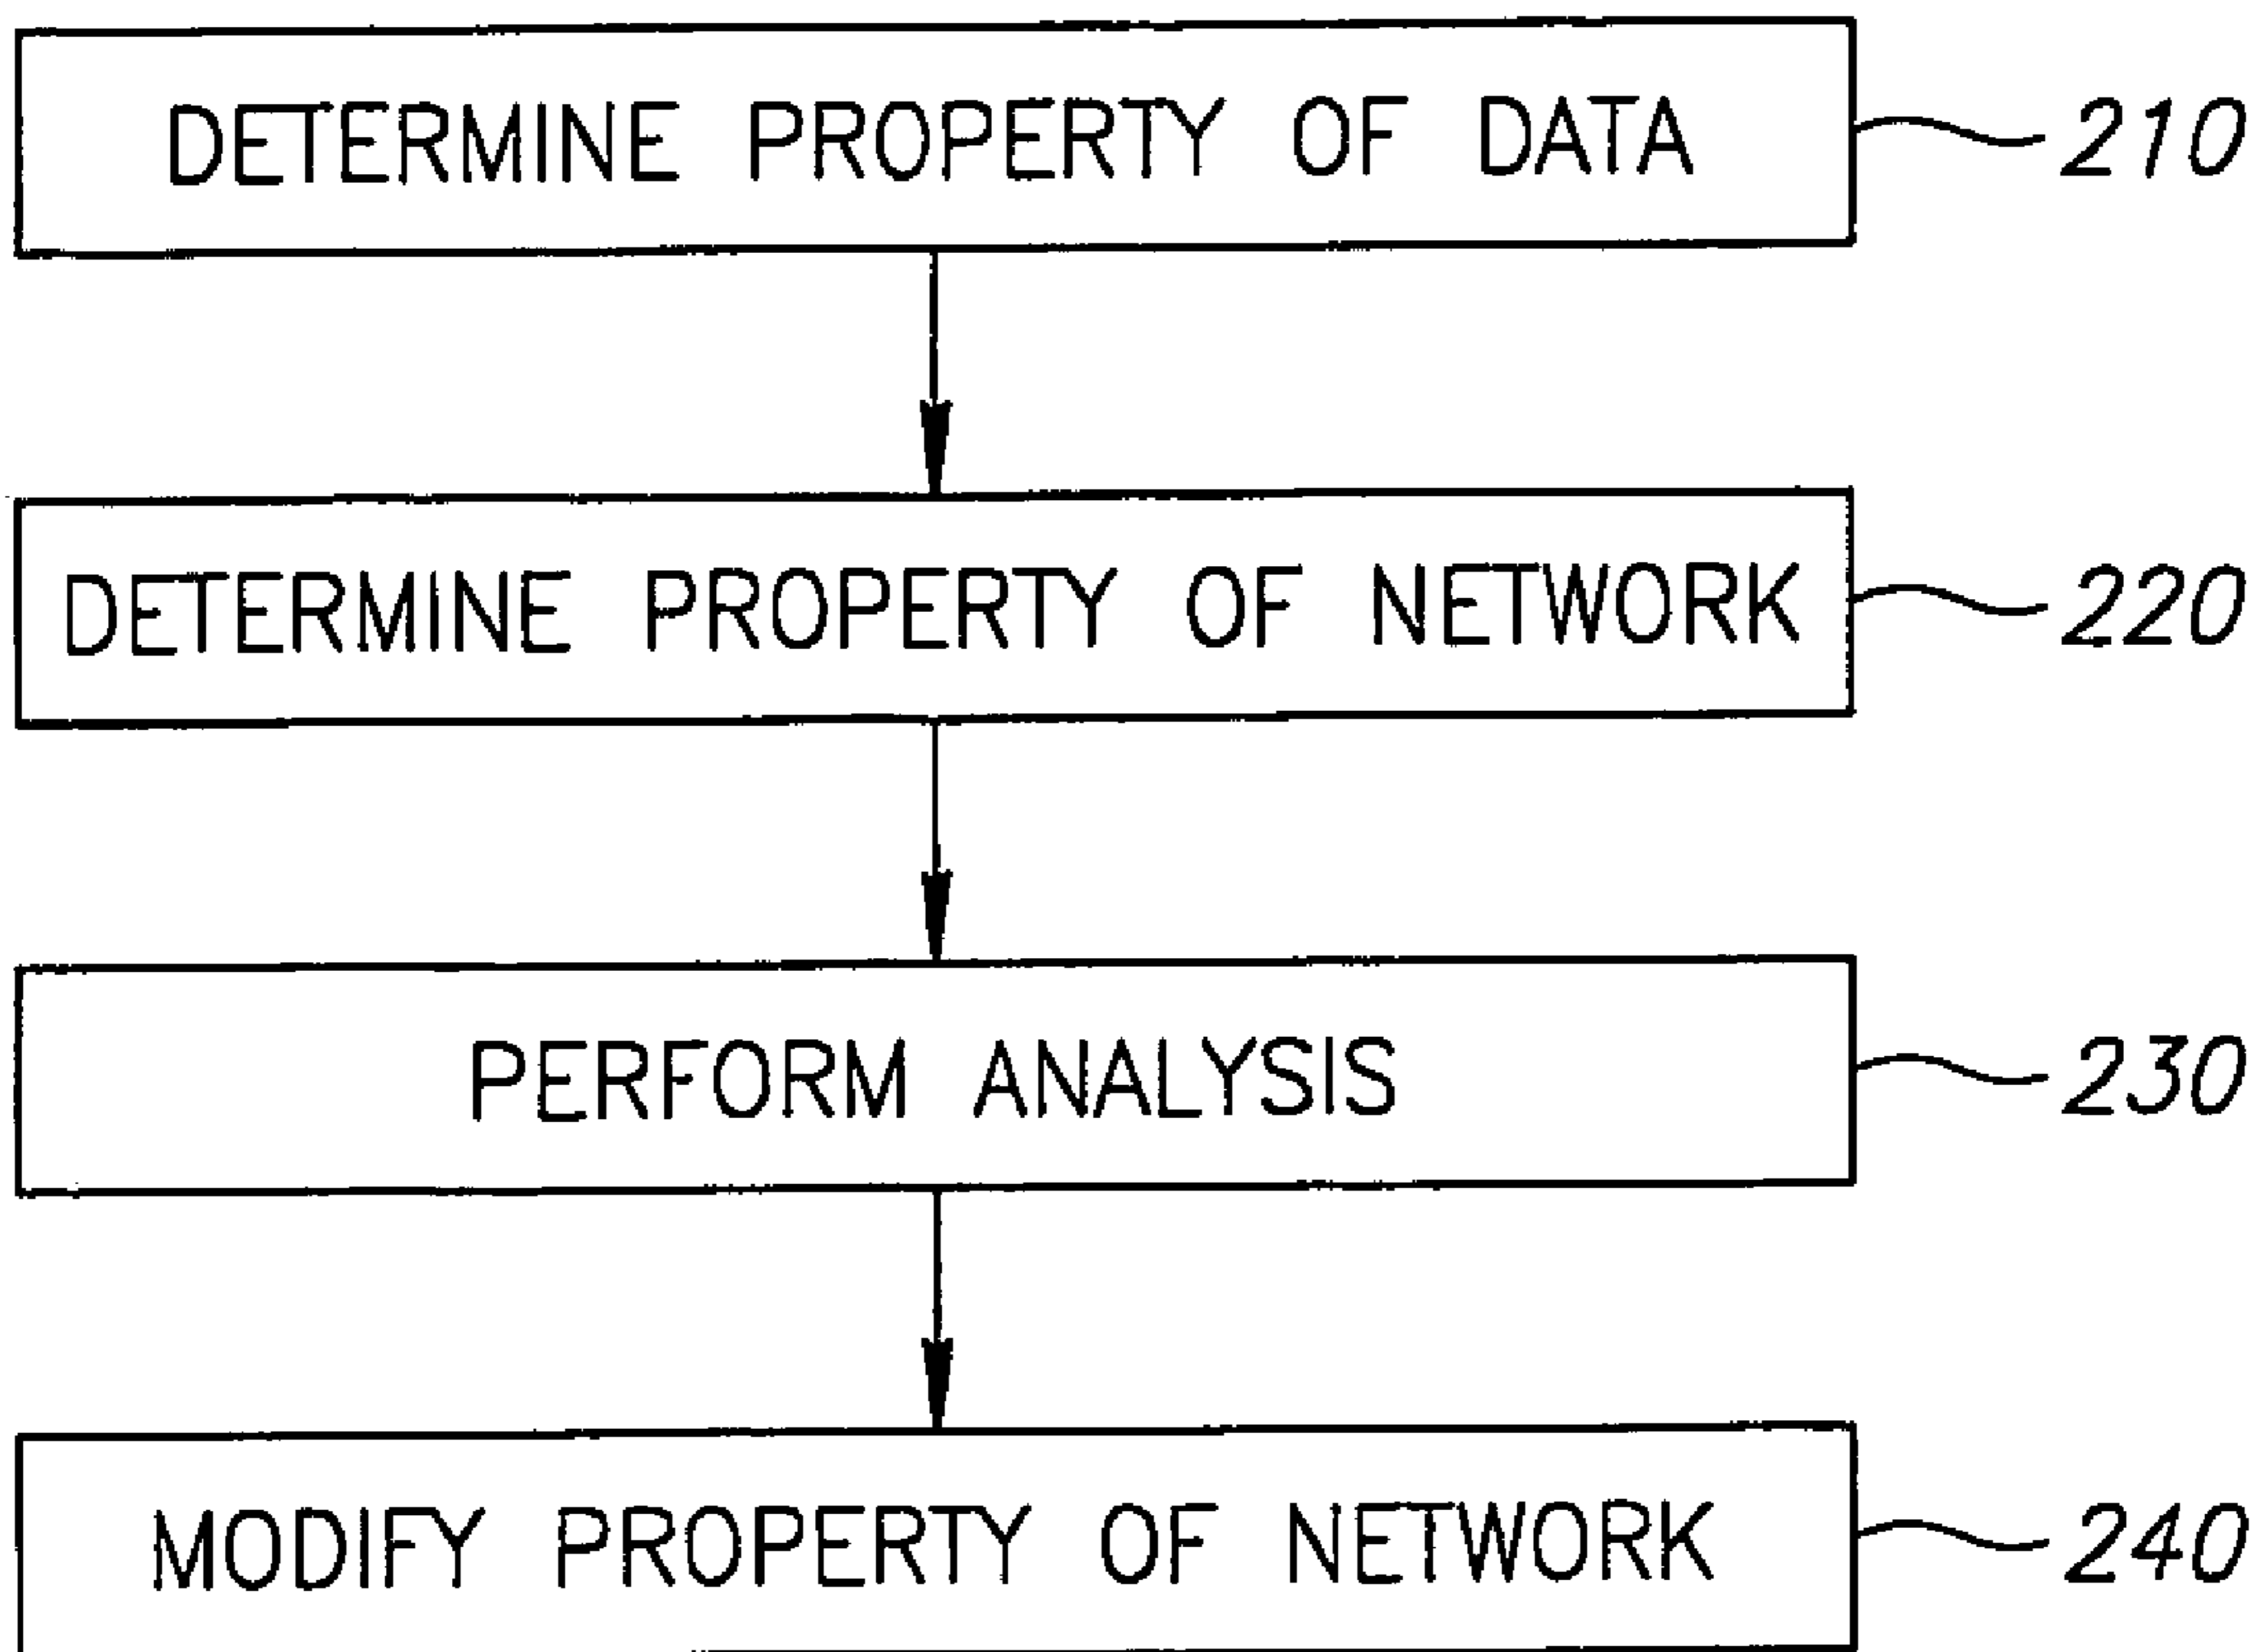 DETERMINE PROPERTY OF DATA 210
DETERMINE PROPERTY OF NETWORK 220
PERFORM ANALYSIS 230
MODIFY PROPERTY OF NETWORK 240